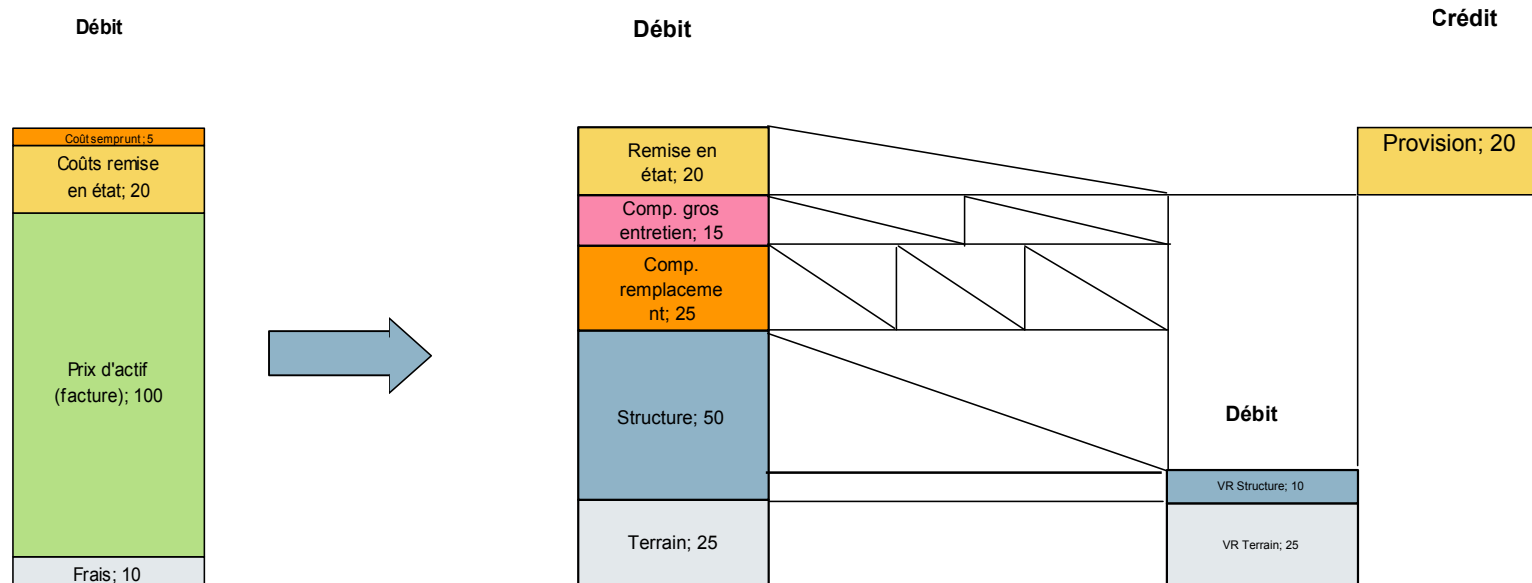 Débit
Débit
Crédit
Coûtsemprunt; 5
Coûts remise
en état; 20
Prix d'actif
(facture); 100
Frais; 10
Remise en
état; 20
Comp. gros
entretien; 15
Comp.
remplaceme
nt; 25
Structure; 50
Terrain; 25
Provision; 20
Débit
VR Structure; 10
VR Terrain; 25